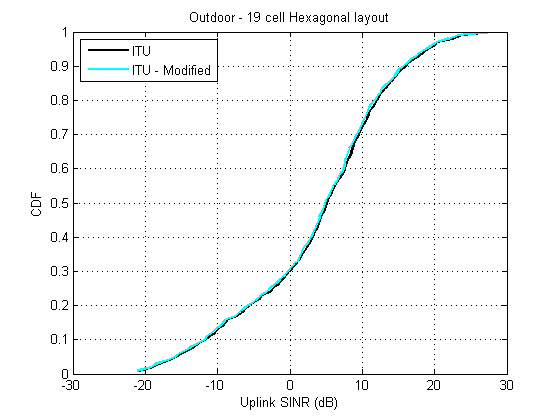 Outdoor - 19 cell Hexagonal layout
1
0.9
0.8
0.7
0.6
0.5
0.4
0.3
0.2
0.1
0
CDF
ITU
ITU - Modified
-30 -20 -10 0 10 20 30
Uplink SINR (dB)